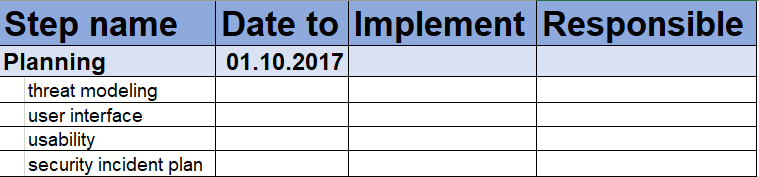 Step name Date to Implement Responsible
Planning 01.10.2017
threat modeling
user interface
usability
security incident plan